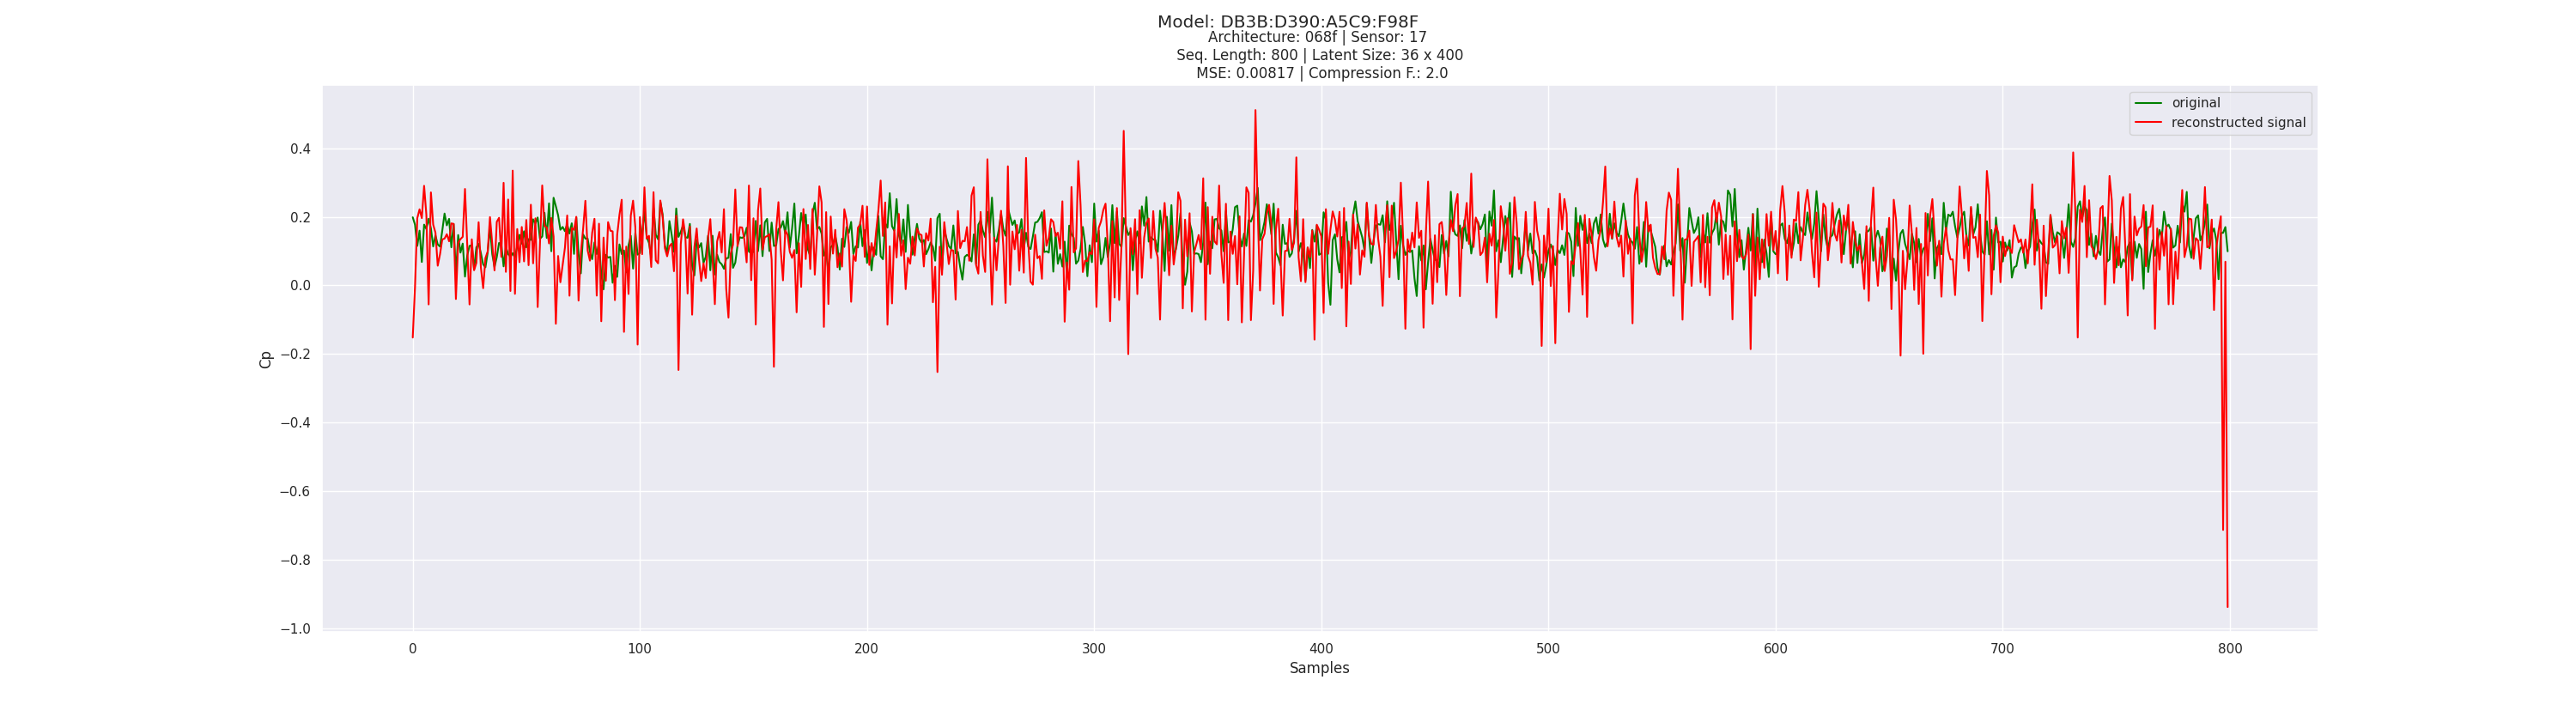 Model: DB3B:D390:A5C9:F98F
Architecture: 068f | Sensor: 17
Seq. Length: 800 | Latent Size: 36 x 400
MSE: 0.00817 | Compression F.: 2.0
original
reconstructed signal
0.4
0.2
0.0
−0.2
−0.4
−0.6
−0.8
−1.0
Cp
0 100 200 300 400 500 600 700 800
Samples